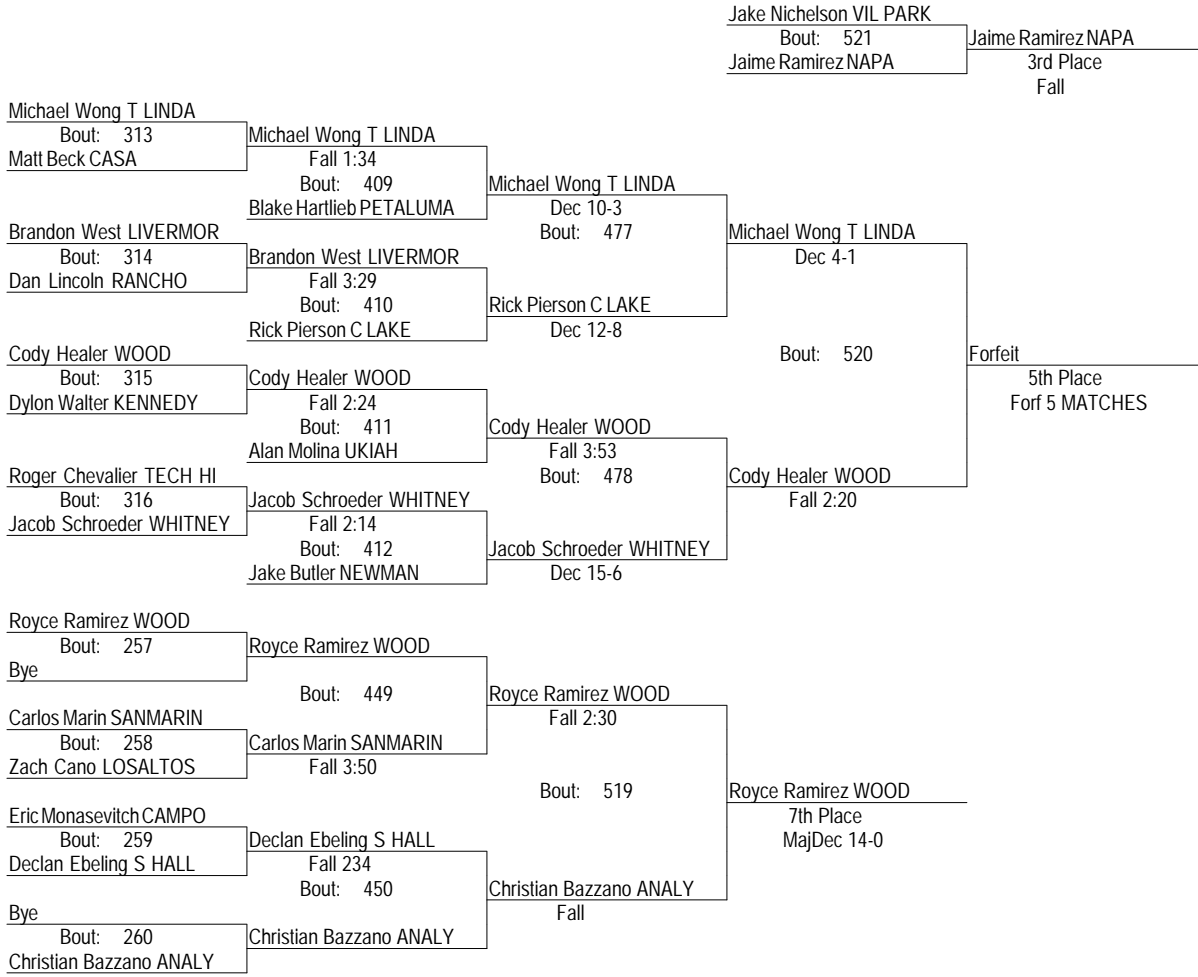 Jake Nichelson VIL PARK
Bout: 521
Jaime Ramirez NAPA
Jaime Ramirez NAPA
3rd Place
Fall
Michael Wong T LINDA
Bout: 313
Matt Beck CASA
Michael Wong T LINDA
Fall 1:34
Bout: 409
Blake Hartlieb PETALUMA
Michael Wong T LINDA
Dec 10-3
Bout: 477
Brandon West LIVERMOR
Bout: 314
Dan Lincoln RANCHO
Brandon West LIVERMOR
Fall 3:29
Bout: 410
Rick Pierson C LAKE
Rick Pierson C LAKE
Dec 12-8
Michael Wong T LINDA
Dec 4-1
Bout: 520
Cody Healer WOOD
Bout: 315
Dylon Walter KENNEDY
Cody Healer WOOD
Fall 2:24
Bout: 411
Alan Molina UKIAH
Cody Healer WOOD
Fall 3:53
Bout: 478
Roger Chevalier TECH HI
Bout: 316
Jacob Schroeder WHITNEY
Jacob Schroeder WHITNEY
Fall 2:14
Bout: 412
Jake Butler NEWMAN
Jacob Schroeder WHITNEY
Dec 15-6
Cody Healer WOOD
Fall 2:20
Forfeit
5th Place
Forf 5 MATCHES
Royce Ramirez WOOD
Bout: 257
Bye
Royce Ramirez WOOD
Bout: 449
Carlos Marin SANMARIN
Bout: 258
Zach Cano LOSALTOS
Carlos Marin SANMARIN
Fall 3:50
Royce Ramirez WOOD
Fall 2:30
Bout: 519
Eric Monasevitch CAMPO
Bout: 259
Declan Ebeling S HALL
Declan Ebeling S HALL
Fall 234
Bout: 450
Bye
Bout: 260
Christian Bazzano ANALY
Christian Bazzano ANALY
Christian Bazzano ANALY
Fall
Royce Ramirez WOOD
7th Place
MajDec 14-0